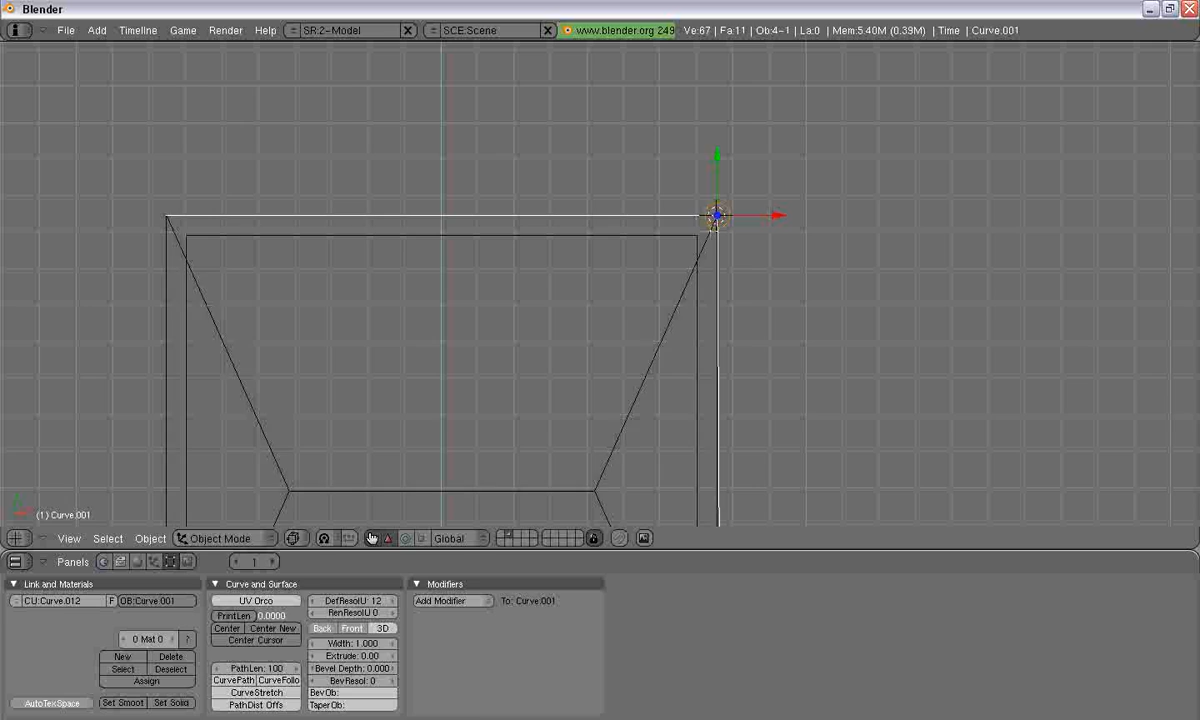 Blender
File Add Timeline Game Render Help SR:2-Model SCE:Scene www.blender.org 249 Ve:67 | Fa:11 | Ob:4-1 | La:0 | Mem:5.40M (0.39M) | Time | Curve.001
(1) Curve.001
View Select Object Object Mode Global
Panels 1
Link and Materials Curve and Surface Modifiers
CU:Curve.012 F OB:Curve.001 UV Orco DefResolU: 12 Add Modifier To: Curve.001
PrintLen 0.0000 RenResolU 0
Center Center New Back Front 3D
0 Mat 0 ? Center Cursor Width: 1.000
New Delete Extrude: 0.00
Select Deselect PathLen: 100 Bevel Depth: 0.000
Assign CurvePath CurveFollo BevResol: 0
CurveStretch BevOb:
AutoTexSpace Set Smoot Set Solid PathDist Offs TaperOb: